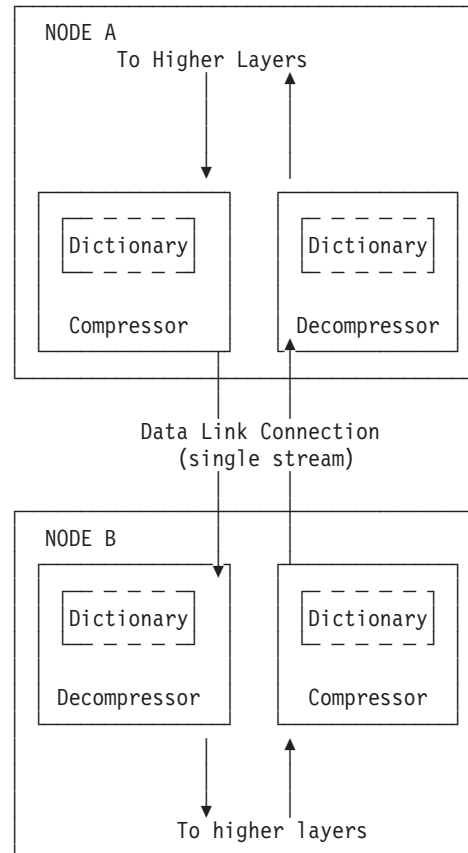 NODE A
To Higher Layers
Dictionary Dictionary
Compressor Decompressor
Data Link Connection
(single stream)
NODE B
Dictionary Dictionary
Decompressor Compressor
To higher layers